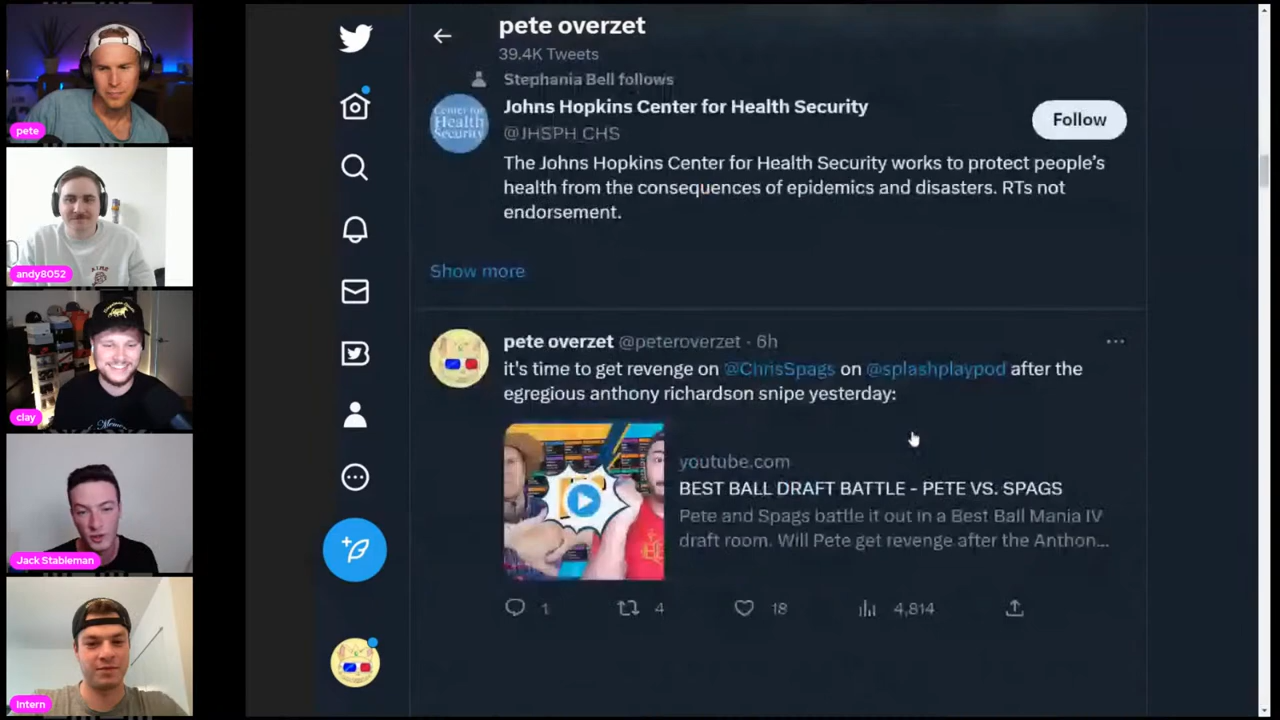 pete
andy8052
clay
Jack Stableman
Intern
pete overzet
39.4K Tweets
Stephania Bell follows
Johns Hopkins Center for Health Security
@JHSPH_CHS
Follow
Center for
Health
Security
The Johns Hopkins Center for Health Security works to protect people's
health from the consequences of epidemics and disasters. RTs not
endorsement.
Show more
pete overzet @peteroverzet · 6h
it's time to get revenge on @ChrisSpags on @splashplaypod after the
egregious anthony richardson snipe yesterday:
youtube.com
BEST BALL DRAFT BATTLE - PETE VS. SPAGS
Pete and Spags battle it out in a Best Ball Mania IV
draft room. Will Pete get revenge after the Anthon...
1 4 18 4,814